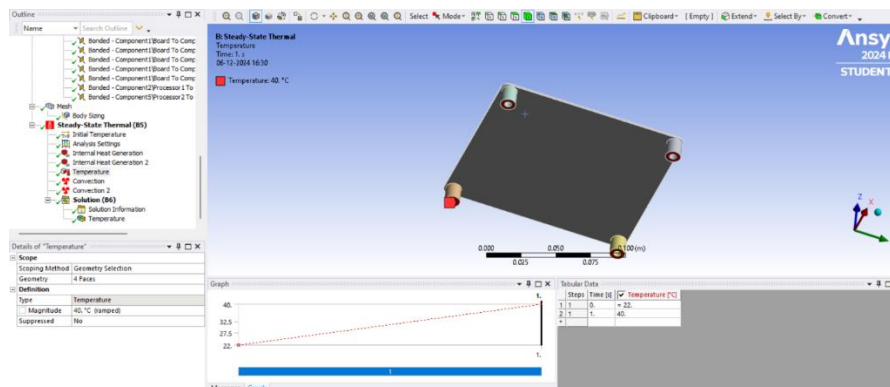 Outline
Name
Search Outline
Bonded - Component1\Board To Comp
Bonded - Component1\Board To Comp
Bonded - Component1\Board To Comp
Bonded - Component1\Board To Comp
Bonded - Component2\Processor1 To
Bonded - Component5\Processor2 To
Mesh
Body Sizing
Steady-State Thermal (B5)
Initial Temperature
Analysis Settings
Internal Heat Generation
Internal Heat Generation 2
Temperature
Convection
Convection 2
Solution (B6)
Solution Information
Temperature
Details of "Temperature"
Scope
Scoping Method Geometry Selection
Geometry 4 Faces
Definition
Type Temperature
Magnitude 40. °C (ramped)
Suppressed No
Select Mode Clipboard [ Empty ] Extend Select By Convert
B: Steady-State Thermal
Temperature
Time: 1. s
06-12-2024 16:30
Temperature: 40. °C
Ansys
2024
STUDENT
Z
X
Y
0.000 0.050 0.100 (m)
0.025 0.075
Graph
1.
40.
32.5
27.5
22.
1.
1
Tabular Data
Steps Time [s] Temperature [°C]
1 1 0. = 22.
2 1 1. 40.
*
Graph